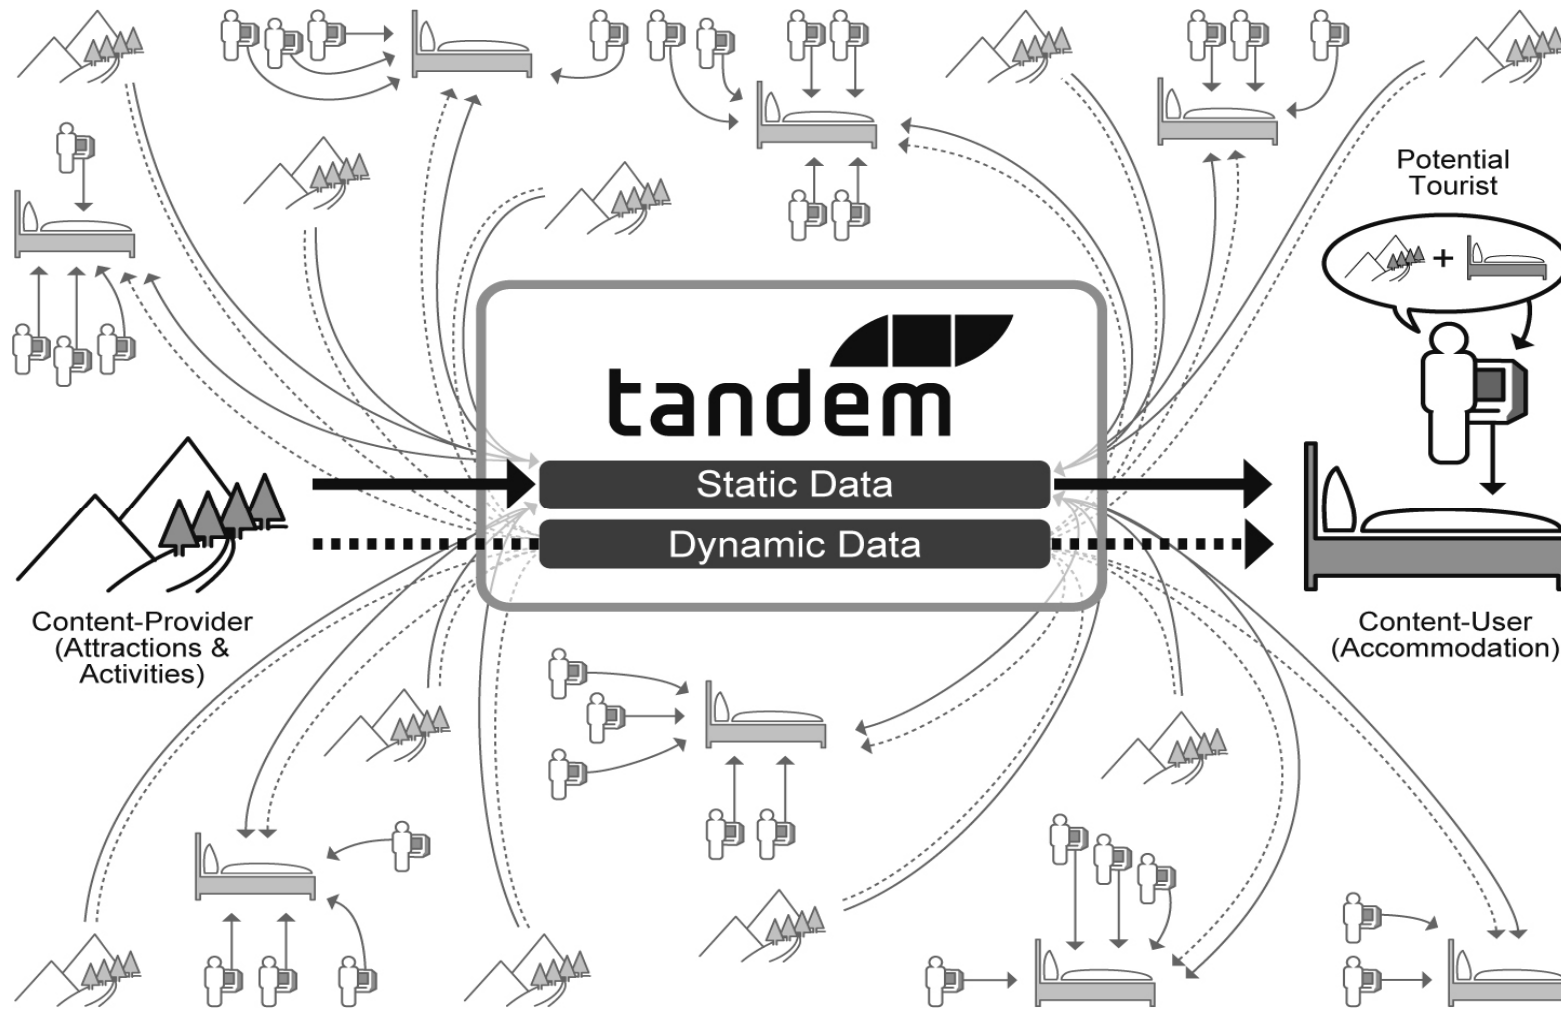 Potential
Tourist
+
tandem
Static Data
Dynamic Data
Content-Provider
(Attractions &
Activities)
Content-User
(Accommodation)